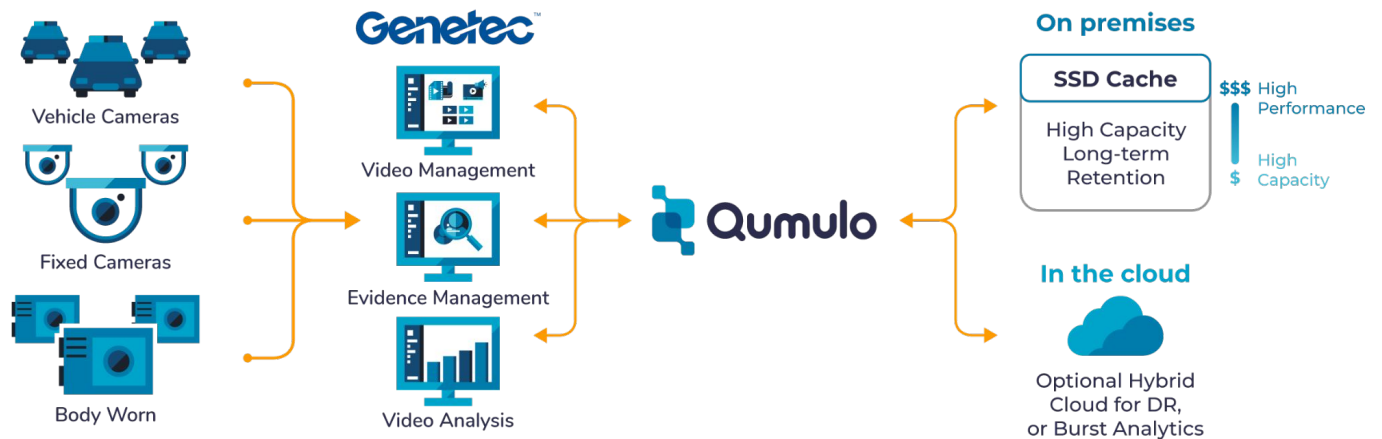 Vehicle Cameras
Fixed Cameras
Body Worn
Genetec™
Video Management
Evidence Management
Video Analysis
Qumulo
On premises
SSD Cache
High Capacity
Long-term
Retention
$$$ High
Performance
High
$ Capacity
In the cloud
Optional Hybrid
Cloud for DR,
or Burst Analytics